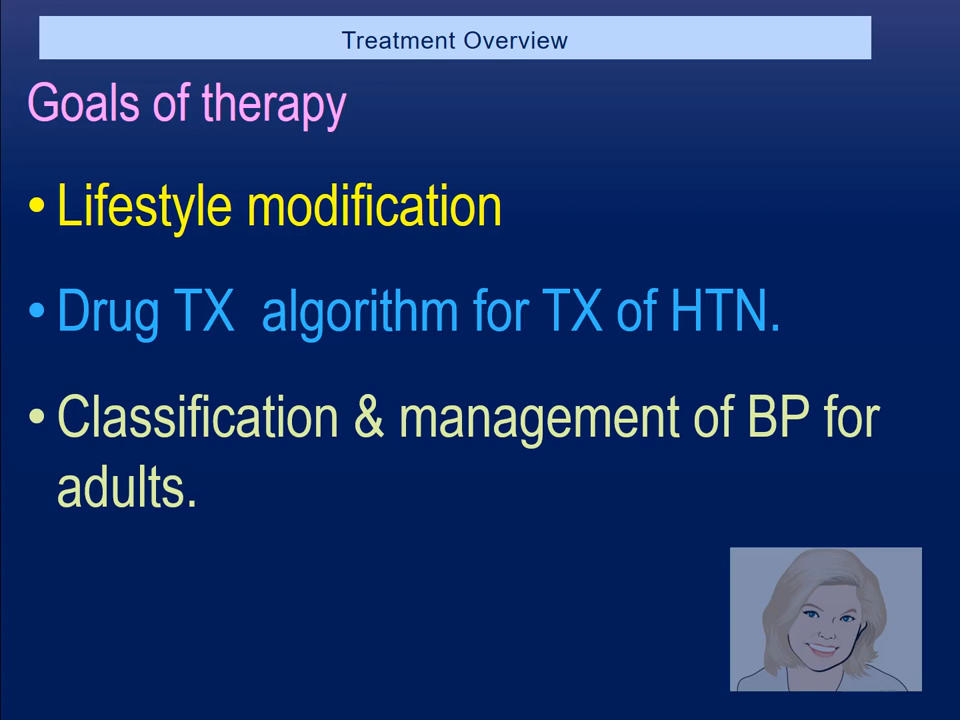 Treatment Overview
Goals of therapy
• Lifestyle modification
• Drug TX  algorithm for TX of HTN.
• Classification & management of BP for
adults.